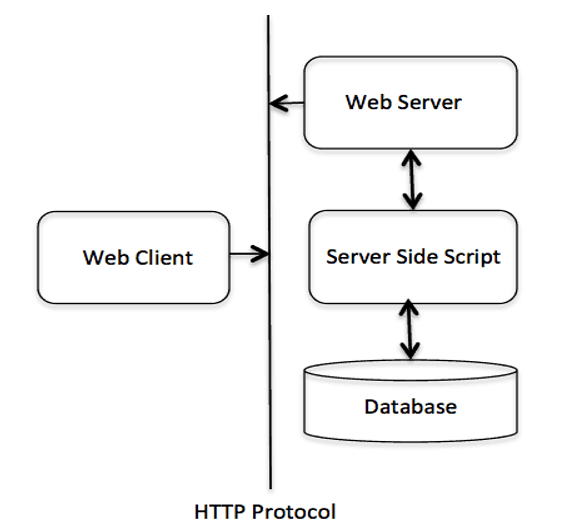 Web Server
Web Client
Server Side Script
Database
HTTP Protocol